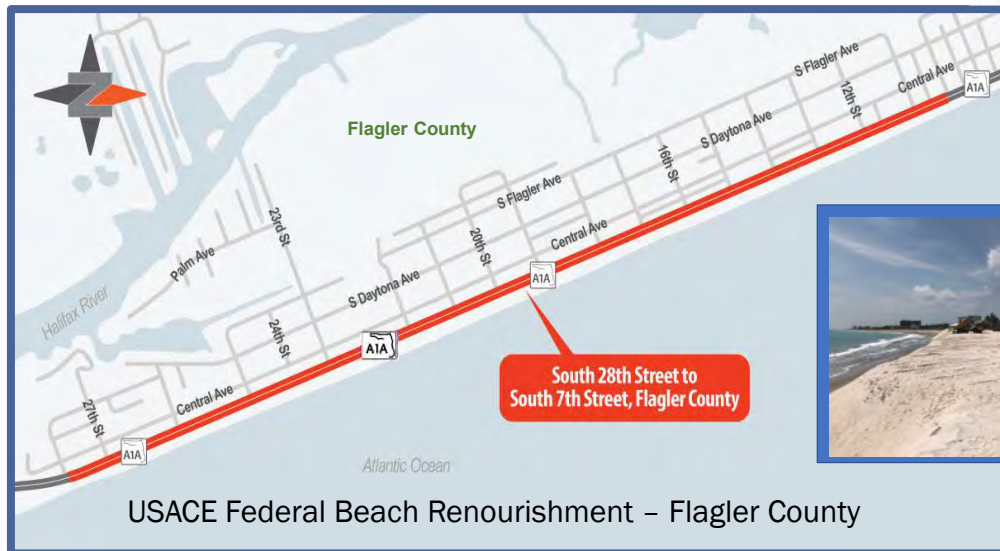 S Flagler Ave
Central Ave
A1A
12th St
S Daytona Ave
Flagler County
16th St
S Flagler Ave
23rd St
20th St
Central Ave
Palm Ave
A1A
S Daytona Ave
Halifax River
24th St
A1A
South 28th Street to
South 7th Street, Flagler County
Central Ave
27th St
A1A
Atlantic Ocean
USACE Federal Beach Renourishment – Flagler County